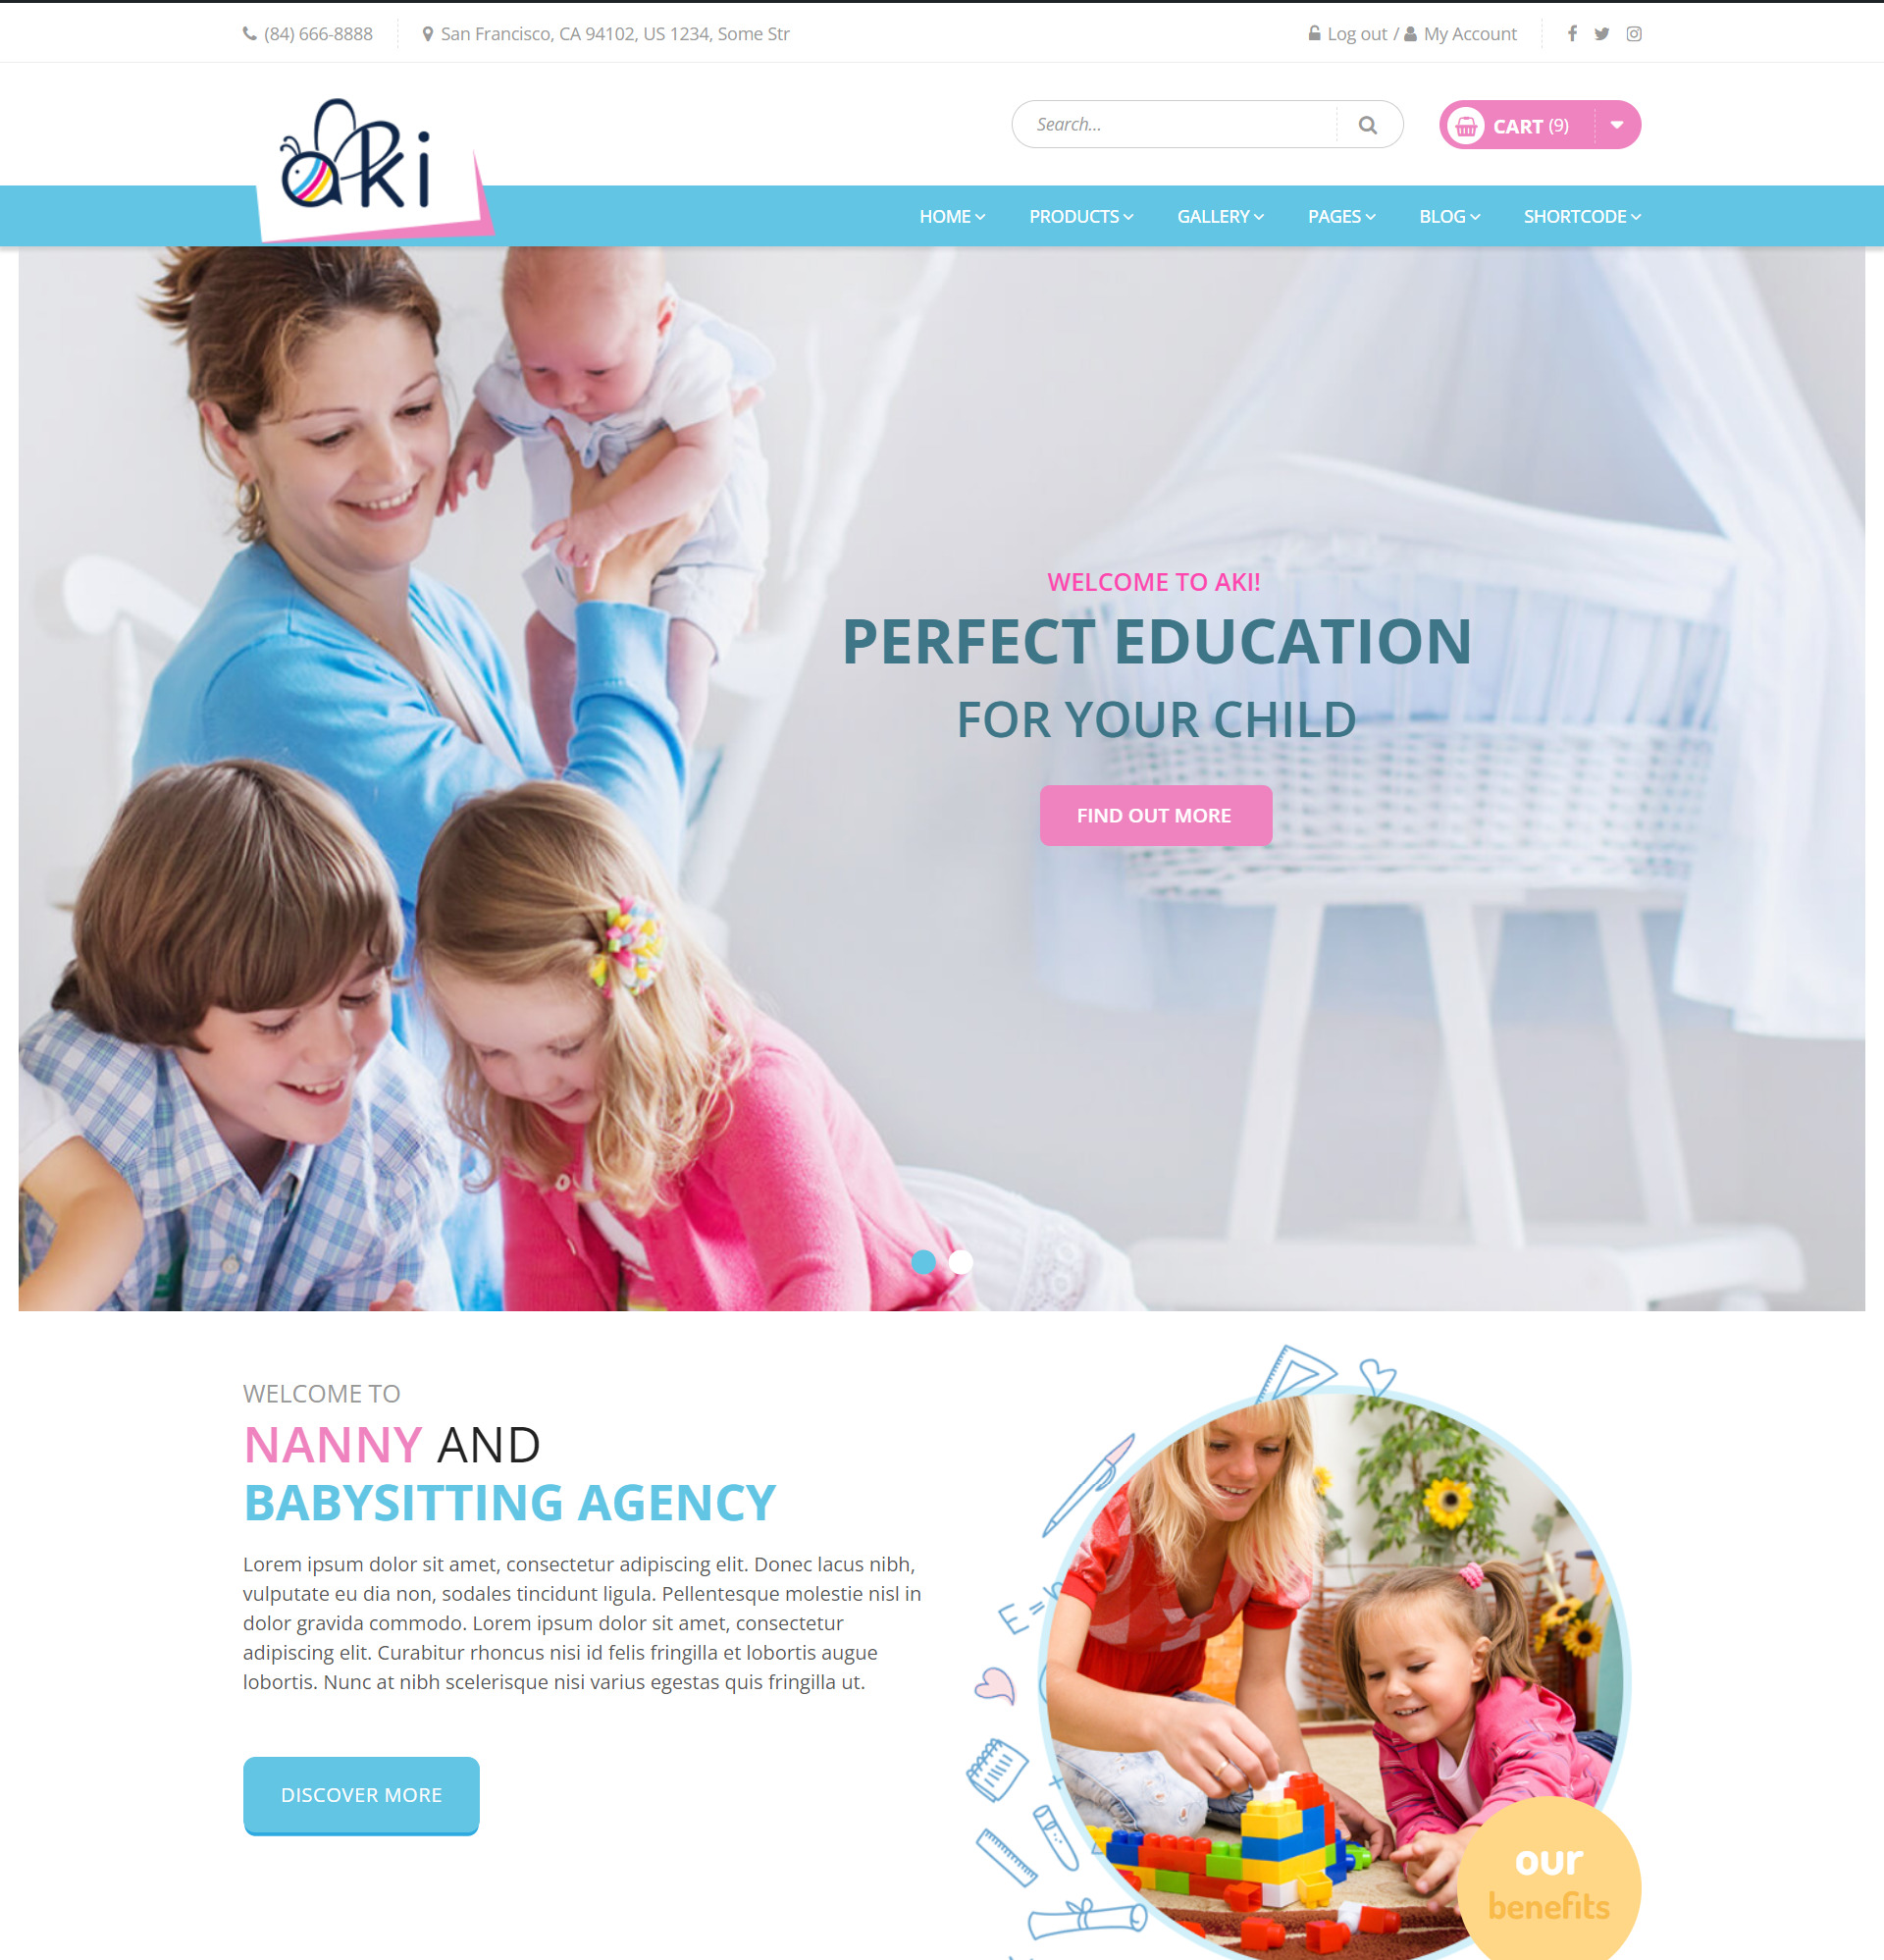 (84) 666-8888
San Francisco, CA 94102, US 1234, Some Str
Log out / My Account
aki
Search...
CART (9)
HOME PRODUCTS GALLERY PAGES BLOG SHORTCODE
WELCOME TO AKI!
PERFECT EDUCATION
FOR YOUR CHILD
FIND OUT MORE
WELCOME TO
NANNY AND
BABYSITTING AGENCY
Lorem ipsum dolor sit amet, consectetur adipiscing elit. Donec lacus nibh,
vulputate eu dia non, sodales tincidunt ligula. Pellentesque molestie nisl in
dolor gravida commodo. Lorem ipsum dolor sit amet, consectetur
adipiscing elit. Curabitur rhoncus nisi id felis fringilla et lobortis augue
lobortis. Nunc at nibh scelerisque nisi varius egestas quis fringilla ut.
DISCOVER MORE
E=
our
benefits